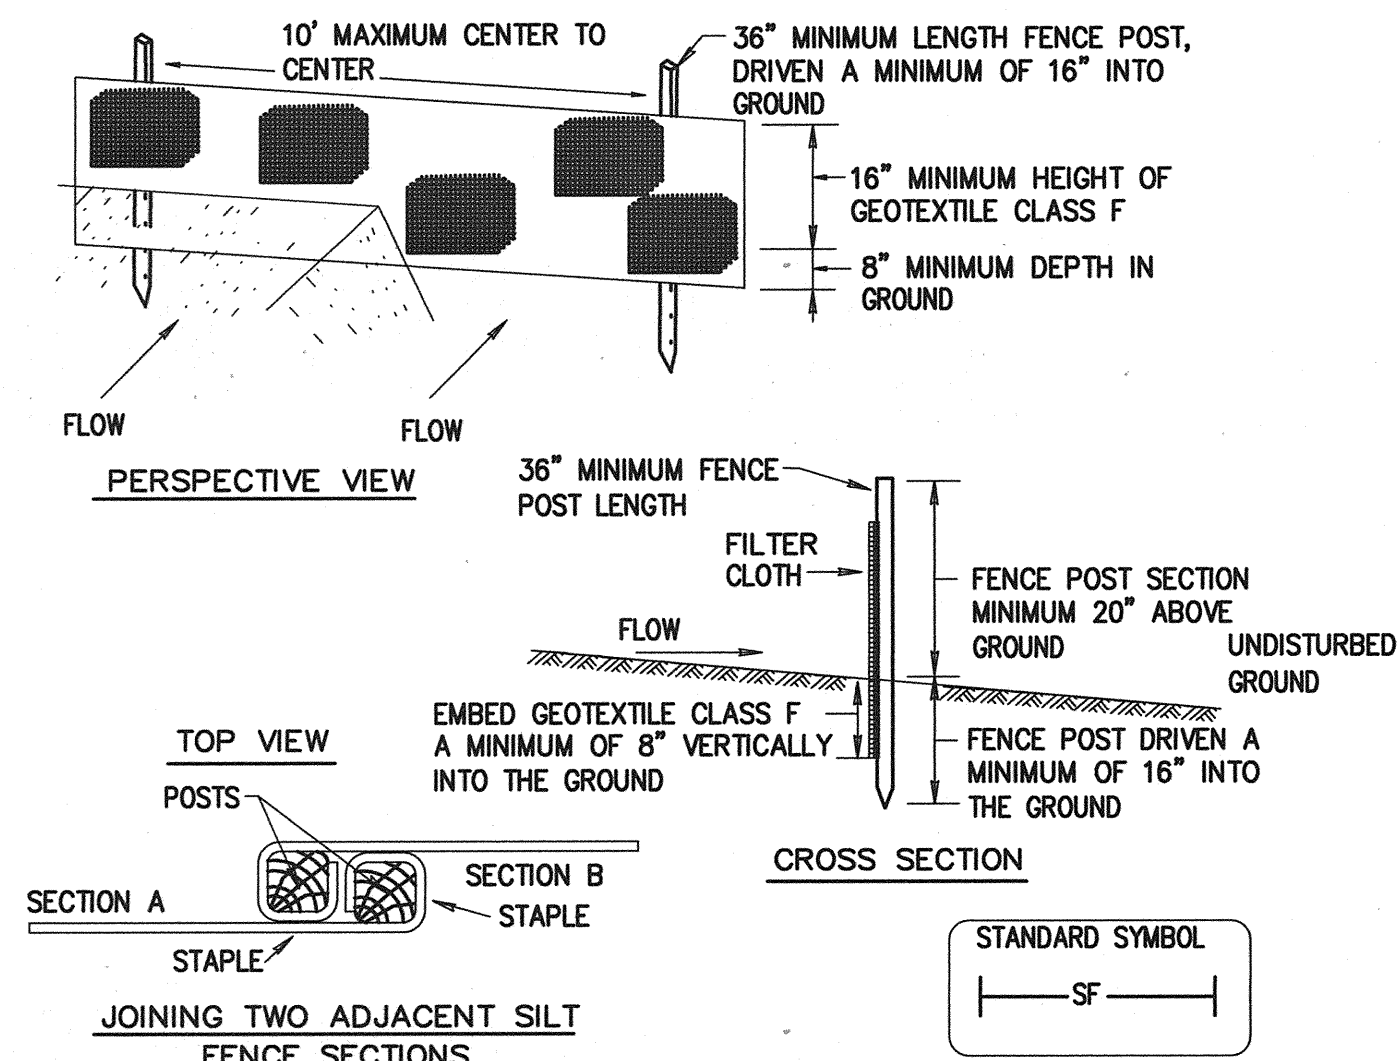 10' MAXIMUM CENTER TO
CENTER
36" MINIMUM LENGTH FENCE POST,
DRIVEN A MINIMUM OF 16" INTO
GROUND
16" MINIMUM HEIGHT OF
GEOTEXTILE CLASS F
8" MINIMUM DEPTH IN
GROUND
FLOW
FLOW
PERSPECTIVE VIEW
36" MINIMUM FENCE
POST LENGTH
FILTER
CLOTH
FLOW
FENCE POST SECTION
MINIMUM 20" ABOVE
GROUND
UNDISTURBED
GROUND
EMBED GEOTEXTILE CLASS F
A MINIMUM OF 8" VERTICALLY
INTO THE GROUND
FENCE POST DRIVEN A
MINIMUM OF 16" INTO
THE GROUND
CROSS SECTION
TOP VIEW
POSTS
SECTION A
SECTION B
STAPLE
STAPLE
JOINING TWO ADJACENT SILT
FENCE SECTIONS
STANDARD SYMBOL
SF